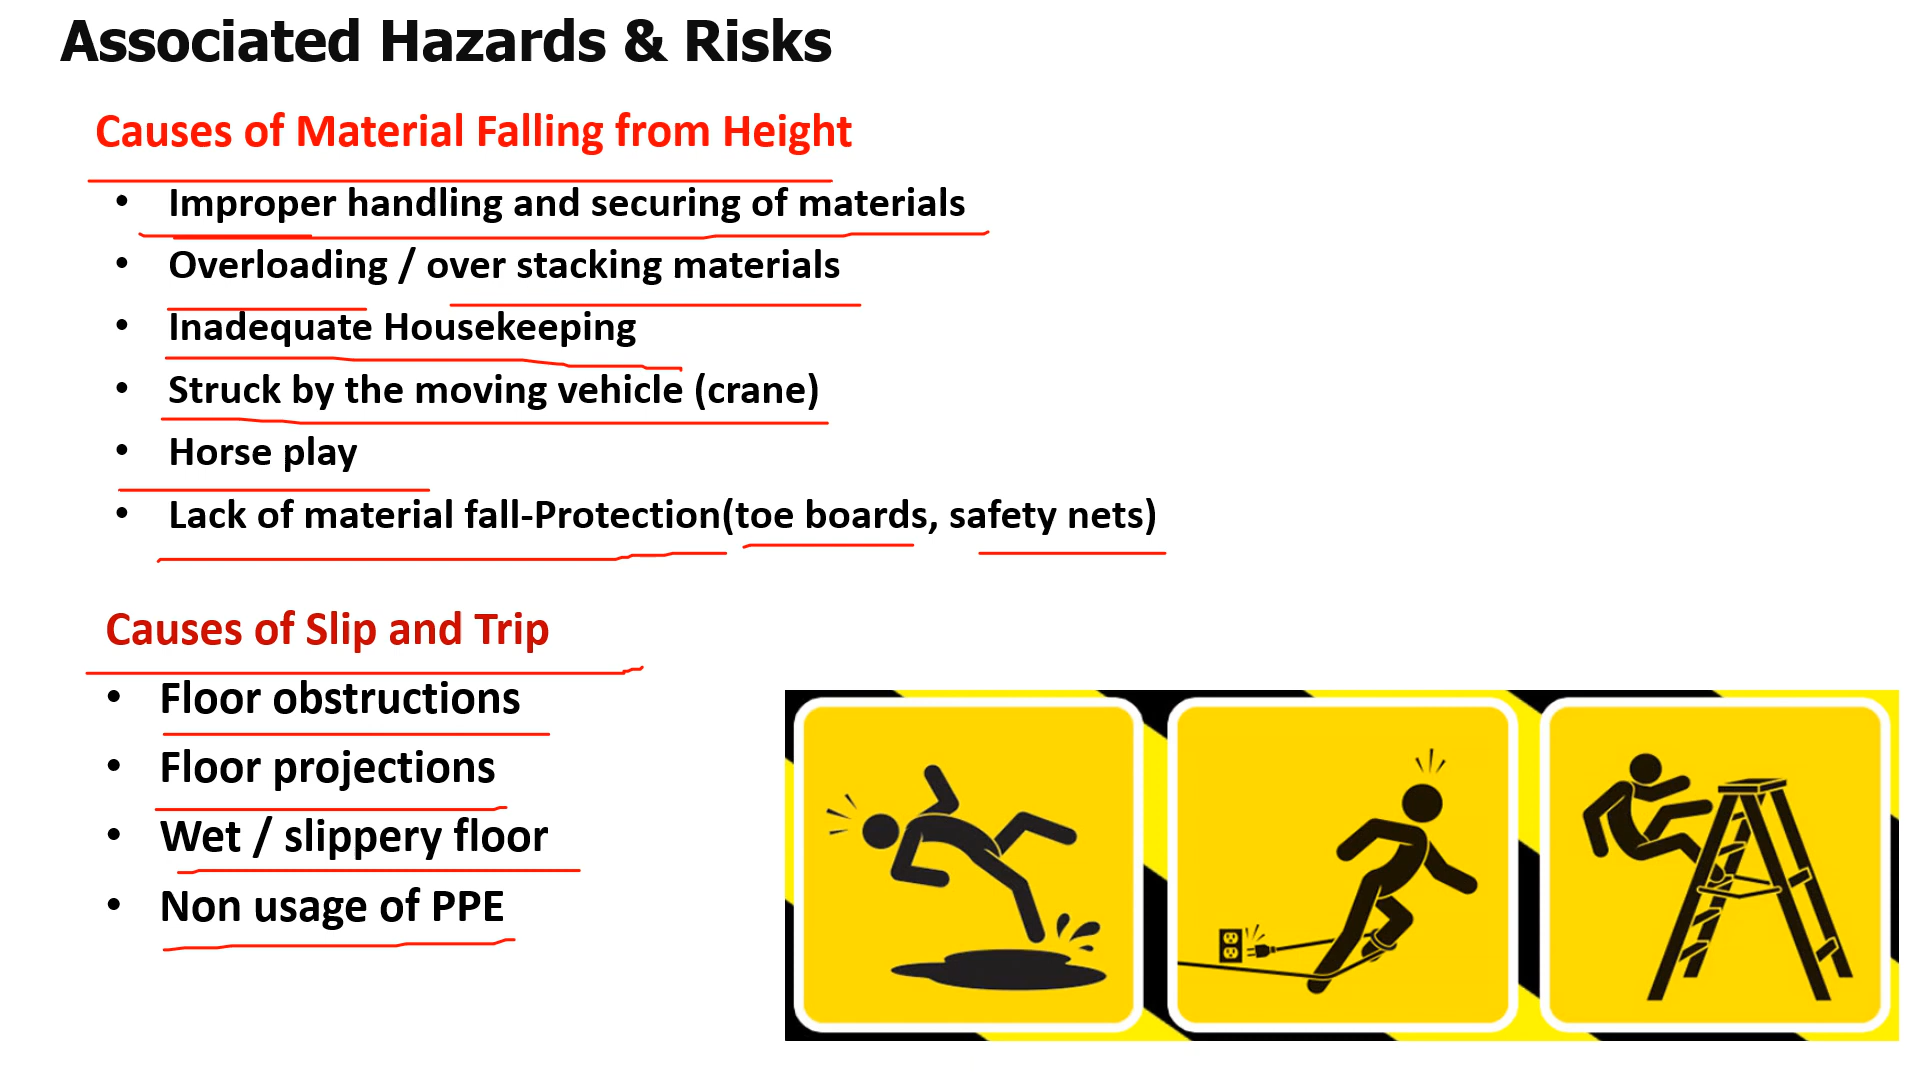 Associated Hazards & Risks
Causes of Material Falling from Height
• Improper handling and securing of materials
• Overloading / over stacking materials
• Inadequate Housekeeping
• Struck by the moving vehicle (crane)
• Horse play
• Lack of material fall-Protection(toe boards, safety nets)
Causes of Slip and Trip
• Floor obstructions
• Floor projections
• Wet / slippery floor
• Non usage of PPE